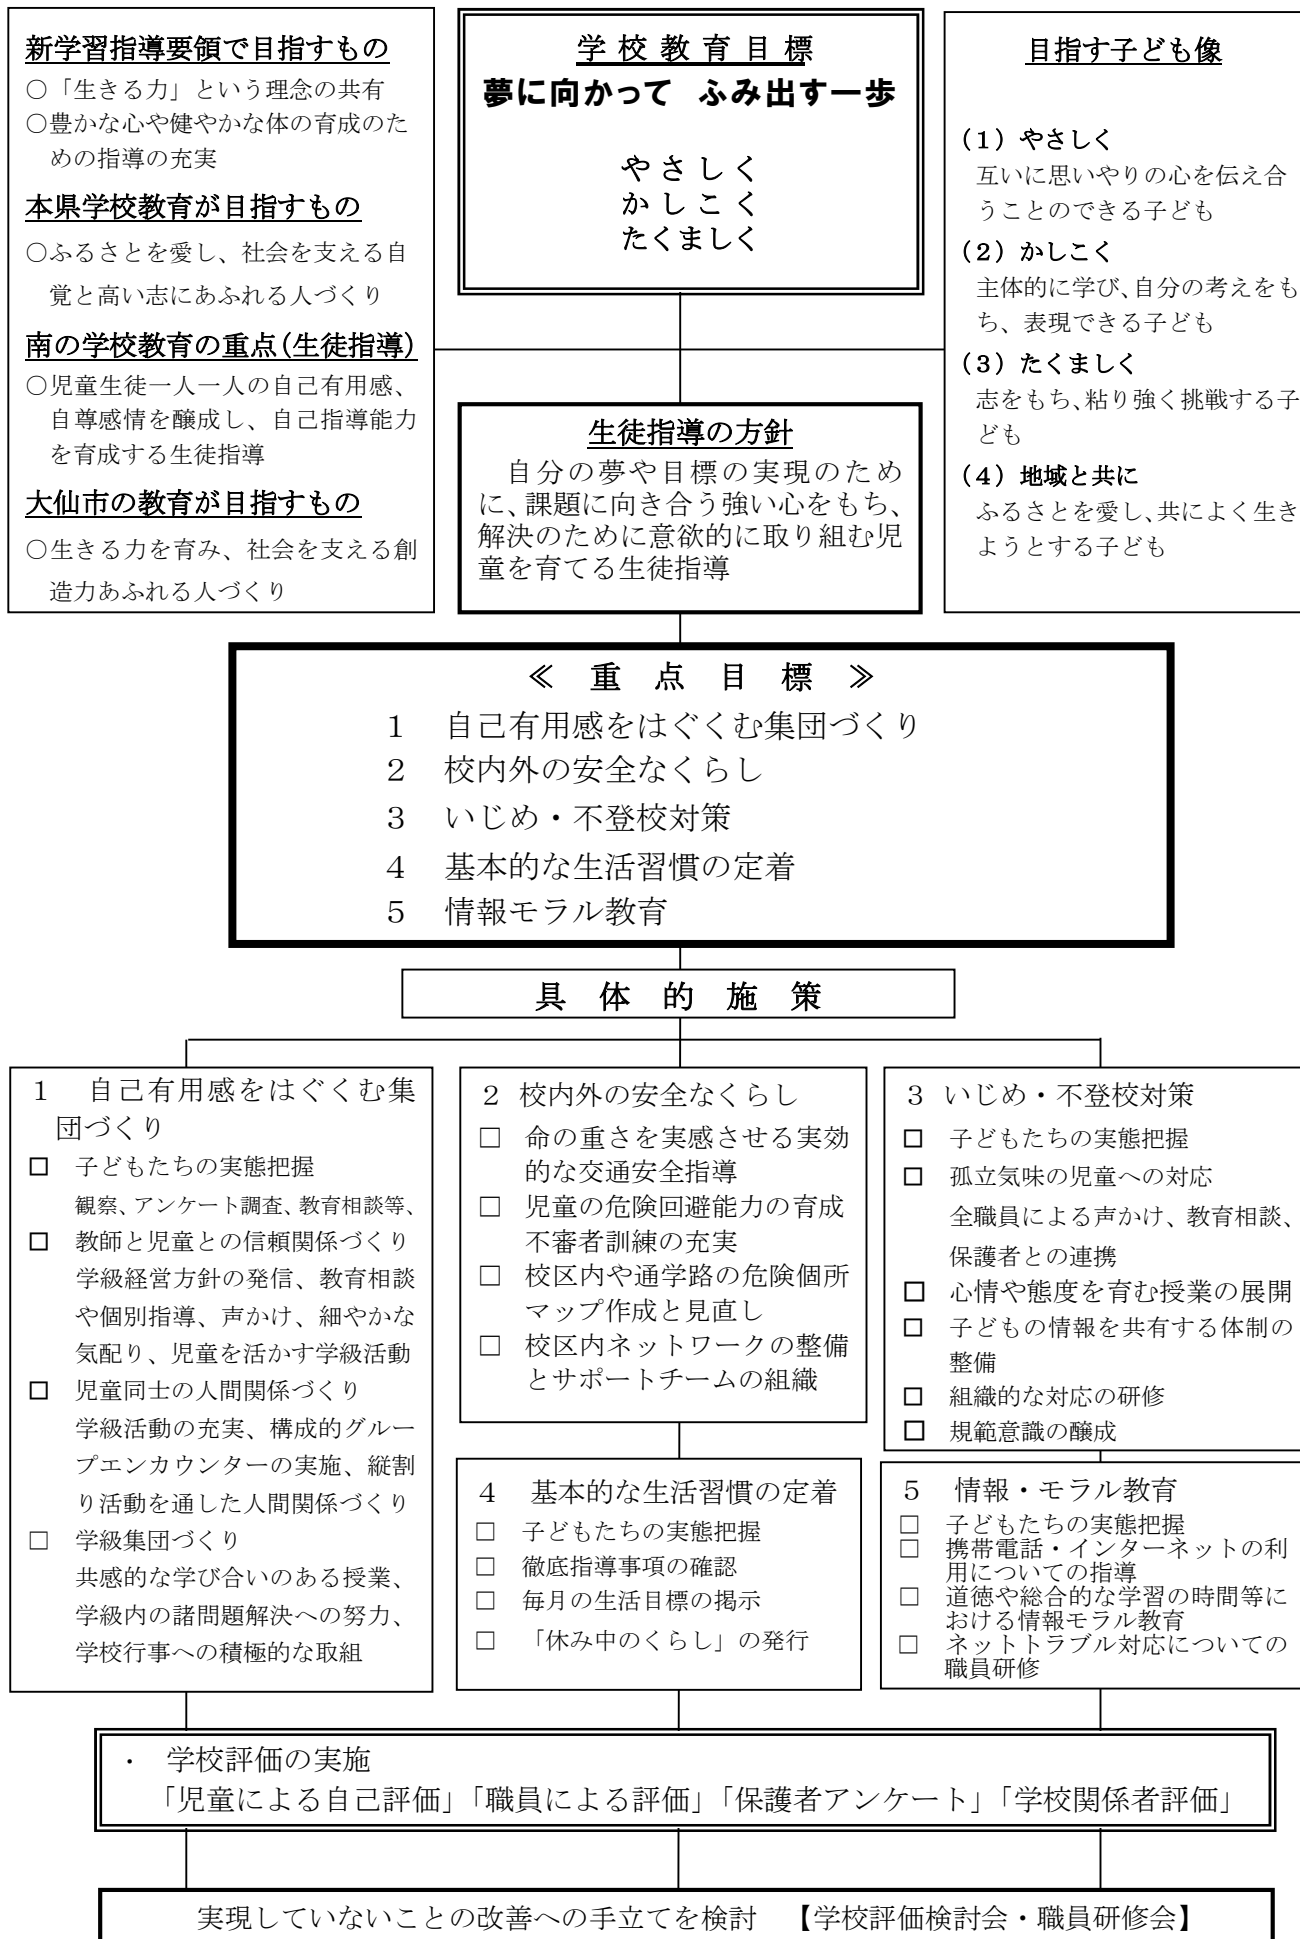 新学習指導要領で目指すもの
○「生きる力」という理念の共有
○豊かな心や健やかな体の育成のた
めの指導の充実
本県学校教育が目指すもの
○ふるさとを愛し、社会を支える自
覚と高い志にあふれる人づくり
南の学校教育の重点(生徒指導)
○児童生徒一人一人の自己有用感、
自尊感情を醸成し、自己指導能力
を育成する生徒指導
大仙市の教育が目指すもの
○生きる力を育み、社会を支える創
造力あふれる人づくり
学校教育目標
夢に向かって ふみ出す一歩
やさしく
かしこく
たくましく
目指す子ども像
(1)やさしく
互いに思いやりの心を伝え合
うことのできる子ども
(2)かしこく
主体的に学び、自分の考えをも
ち、表現できる子ども
(3)たくましく
志をもち、粘り強く挑戦する子
ども
(4)地域と共に
ふるさとを愛し、共によく生き
ようとする子ども
生徒指導の方針
自分の夢や目標の実現のため
に、課題に向き合う強い心をもち、
解決のために意欲的に取り組む児
童を育てる生徒指導
≪ 重 点 目 標 ≫
1 自己有用感をはぐくむ集団づくり
2 校内外の安全なくらし
3 いじめ・不登校対策
4 基本的な生活習慣の定着
5 情報モラル教育
具 体 的 施 策
1 自己有用感をはぐくむ集
団づくり
□ 子どもたちの実態把握
観察、アンケート調査、教育相談等、
□ 教師と児童との信頼関係づくり
学級経営方針の発信、教育相談
や個別指導、声かけ、細やかな
気配り、児童を活かす学級活動
□ 児童同士の人間関係づくり
学級活動の充実、構成的グルー
プエンカウンターの実施、縦割
り活動を通した人間関係づくり
□ 学級集団づくり
共感的な学び合いのある授業、
学級内の諸問題解決への努力、
学校行事への積極的な取組
2 校内外の安全なくらし
□ 命の重さを実感させる実効
的な交通安全指導
□ 児童の危険回避能力の育成
不審者訓練の充実
□ 校区内や通学路の危険個所
マップ作成と見直し
□ 校区内ネットワークの整備
とサポートチームの組織
3 いじめ・不登校対策
□ 子どもたちの実態把握
□ 孤立気味の児童への対応
全職員による声かけ、教育相談、
保護者との連携
□ 心情や態度を育む授業の展開
□ 子どもの情報を共有する体制の
整備
□ 組織的な対応の研修
□ 規範意識の醸成
4 基本的な生活習慣の定着
□ 子どもたちの実態把握
□ 徹底指導事項の確認
□ 毎月の生活目標の掲示
□ 「休み中のくらし」の発行
5 情報・モラル教育
□ 子どもたちの実態把握
□ 携帯電話・インターネットの利
用についての指導
□ 道徳や総合的な学習の時間等に
おける情報モラル教育
□ ネットトラブル対応についての
職員研修
・ 学校評価の実施
「児童による自己評価」「職員による評価」「保護者アンケート」「学校関係者評価」
実現していないことの改善への手立てを検討 【学校評価検討会・職員研修会】